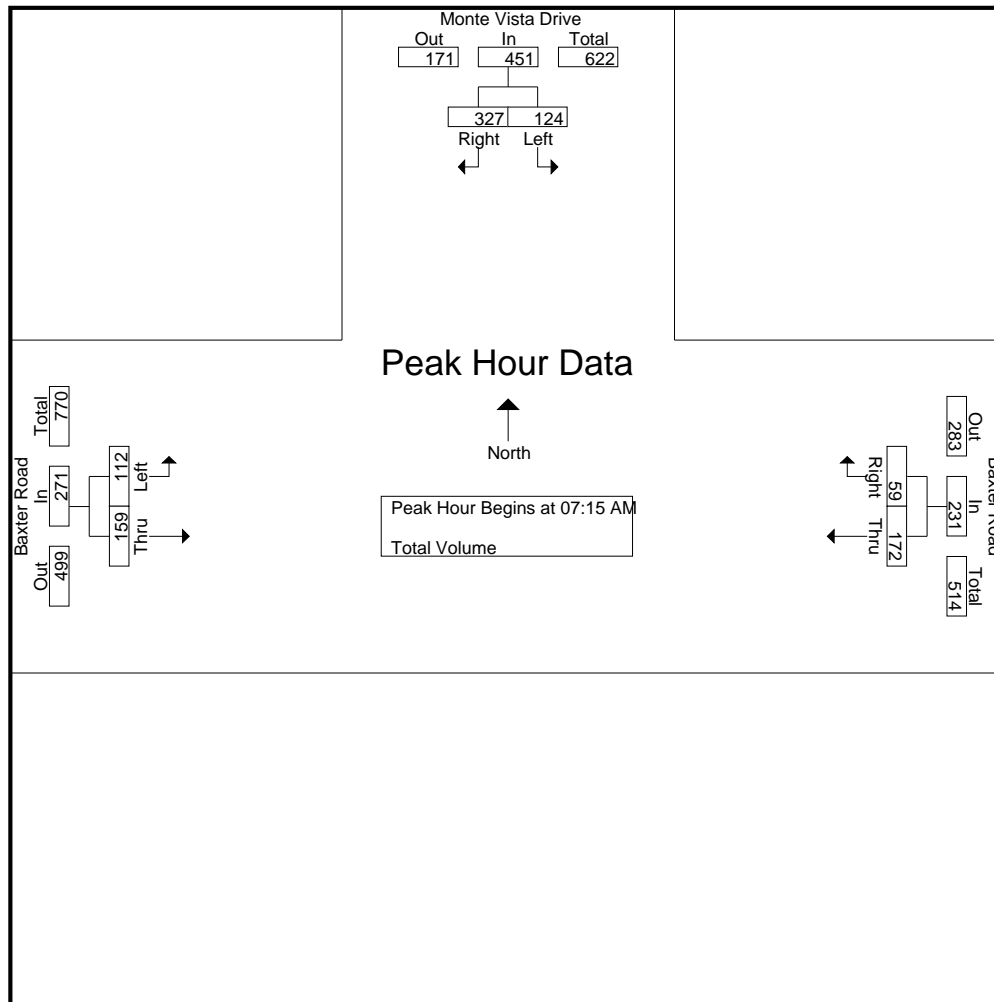 Monte Vista Drive
Out In Total
171 451 622
327 124
Right Left
Peak Hour Data
North
Peak Hour Begins at 07:15 AM
Total Volume
Baxter Road
Total In Out
770 271 499
112 159
Left Thru
Baxter Road
Out In Total
283 231 514
59 172
Right Thru